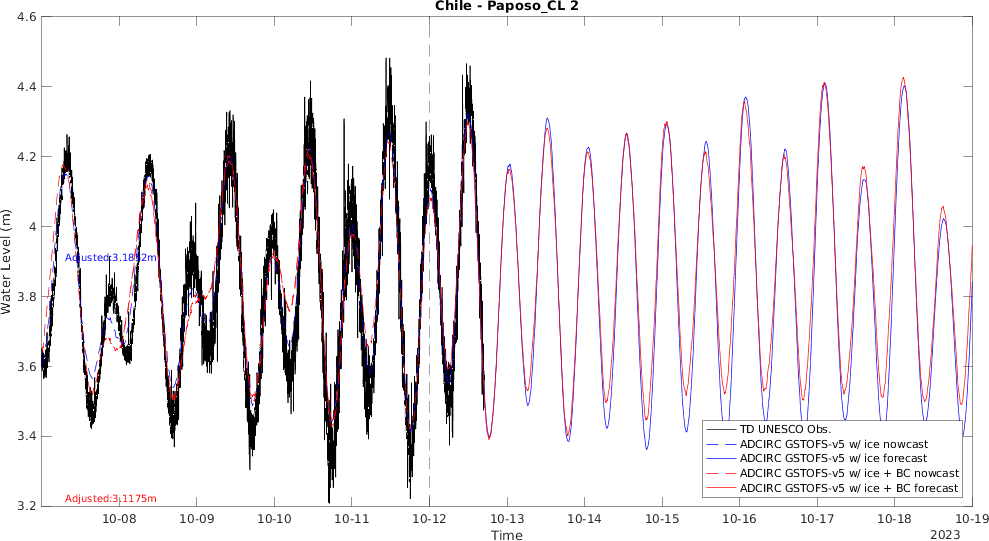 Chile - Paposo_CL 2
4.6
4.4
4.2
4
3.8
3.6
3.4
3.2
Water Level (m)
Adjusted:3.1852m
Adjusted:3.1175m
TD UNESCO Obs.
ADCIRC GSTOFS-v5 w/ ice nowcast
ADCIRC GSTOFS-v5 w/ ice forecast
ADCIRC GSTOFS-v5 w/ ice + BC nowcast
ADCIRC GSTOFS-v5 w/ ice + BC forecast
10-08 10-09 10-10 10-11 10-12 10-13 10-14 10-15 10-16 10-17 10-18 10-19
Time
2023